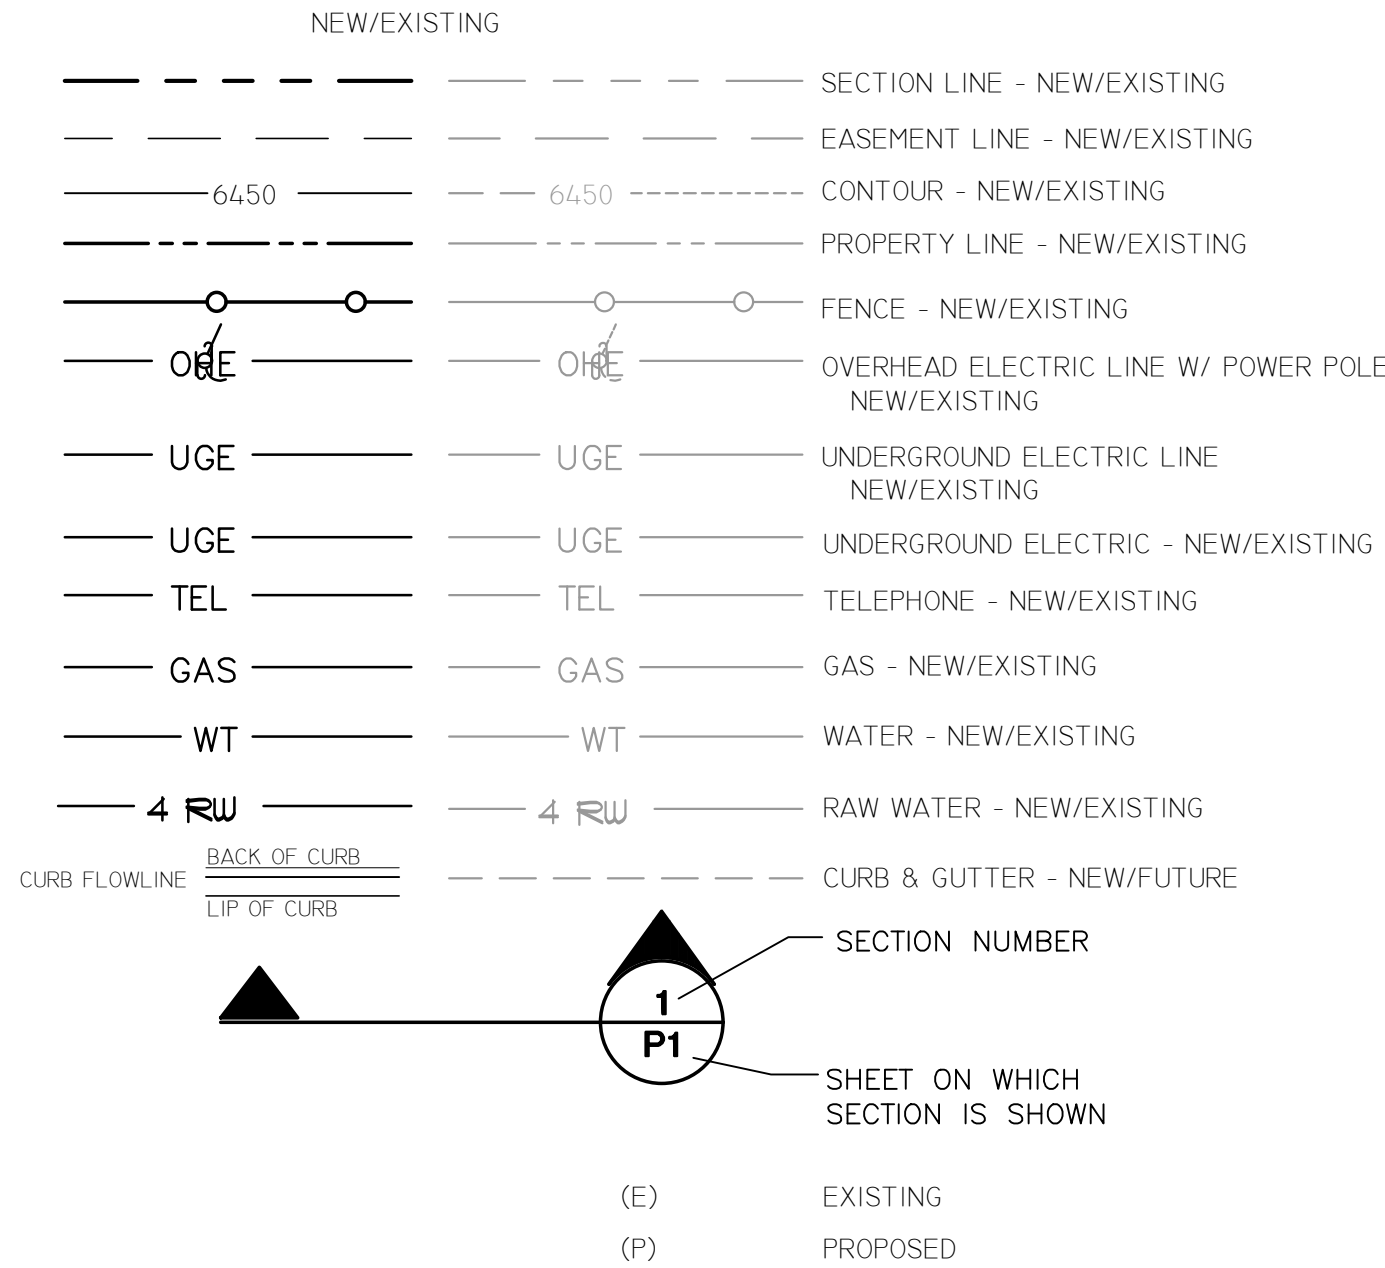 NEW/EXISTING
SECTION LINE - NEW/EXISTING
EASEMENT LINE - NEW/EXISTING
6450 6450 CONTOUR - NEW/EXISTING
PROPERTY LINE - NEW/EXISTING
FENCE - NEW/EXISTING
OHE OHE OVERHEAD ELECTRIC LINE W/ POWER POLE
NEW/EXISTING
UGE UGE UNDERGROUND ELECTRIC LINE
NEW/EXISTING
UGE UGE UNDERGROUND ELECTRIC - NEW/EXISTING
TEL TEL TELEPHONE - NEW/EXISTING
GAS GAS GAS - NEW/EXISTING
WT WT WATER - NEW/EXISTING
4 RW 4 RW RAW WATER - NEW/EXISTING
BACK OF CURB
CURB FLOWLINE CURB & GUTTER - NEW/FUTURE
LIP OF CURB
SECTION NUMBER
1
P1
SHEET ON WHICH
SECTION IS SHOWN
(E) EXISTING
(P) PROPOSED